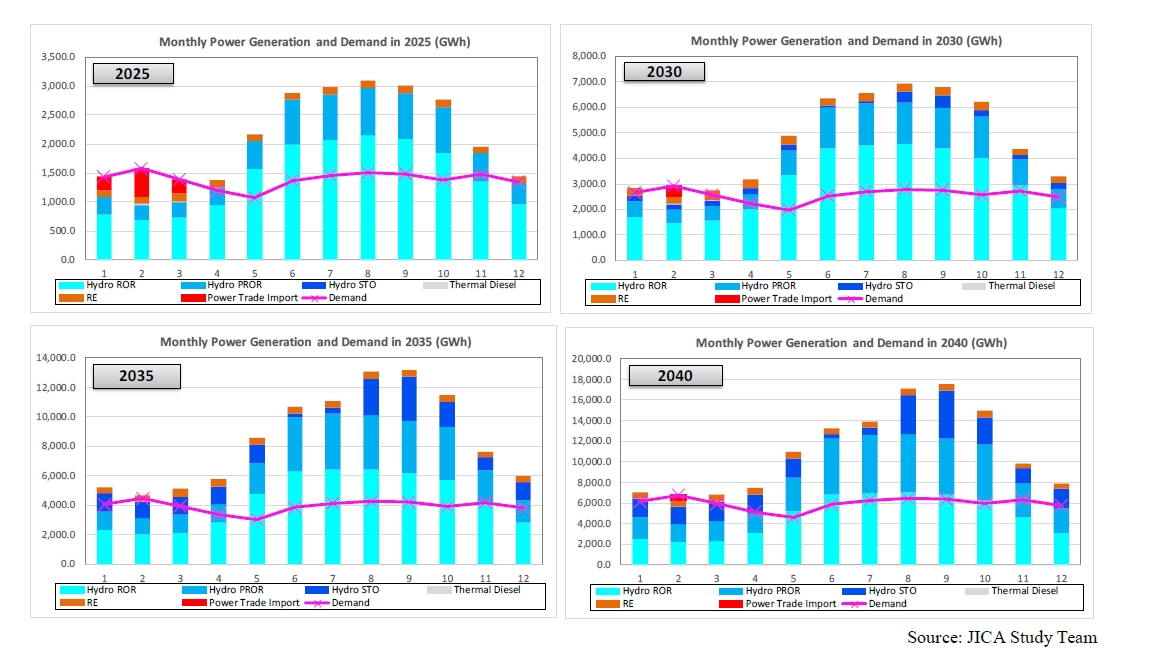 Monthly Power Generation and Demand in 2025 (GWh)
2025
3,500.0
3,000.0
2,500.0
2,000.0
1,500.0
1,000.0
500.0
0.0
1 2 3 4 5 6 7 8 9 10 11 12
Hydro ROR Hydro PROR Hydro STO Thermal Diesel
RE Power Trade Import Demand
Monthly Power Generation and Demand in 2030 (GWh)
2030
8,000.0
7,000.0
6,000.0
5,000.0
4,000.0
3,000.0
2,000.0
1,000.0
0.0
1 2 3 4 5 6 7 8 9 10 11 12
Hydro ROR Hydro PROR Hydro STO Thermal Diesel
RE Power Trade Import Demand
Monthly Power Generation and Demand in 2035 (GWh)
2035
14,000.0
12,000.0
10,000.0
8,000.0
6,000.0
4,000.0
2,000.0
0.0
1 2 3 4 5 6 7 8 9 10 11 12
Hydro ROR Hydro PROR Hydro STO Thermal Diesel
RE Power Trade Import Demand
Monthly Power Generation and Demand in 2040 (GWh)
2040
20,000.0
18,000.0
16,000.0
14,000.0
12,000.0
10,000.0
8,000.0
6,000.0
4,000.0
2,000.0
0.0
1 2 3 4 5 6 7 8 9 10 11 12
Hydro ROR Hydro PROR Hydro STO Thermal Diesel
RE Power Trade Import Demand
Source: JICA Study Team